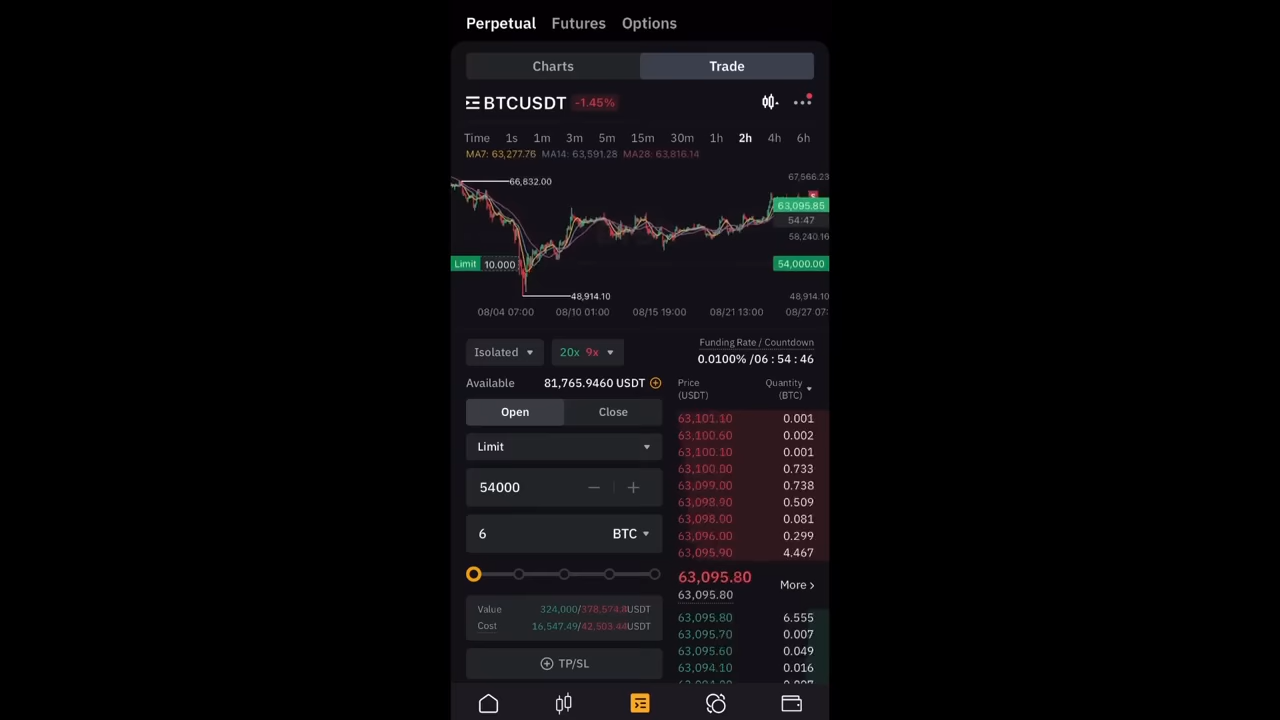 Perpetual Futures Options
Charts Trade
BTCUSDT -1.45%
Time 1s 1m 3m 5m 15m 30m 1h 2h 4h 6h
MA7: 63,277.76 MA14: 63,591.28 MA28: 63,816.14
67,566.23
66,832.00
S
63,095.85
54:47
58,240.16
Limit 10.000 54,000.00
48,914.10 48,914.10
08/04 07:00 08/10 01:00 08/15 19:00 08/21 13:00 08/27 07:
Isolated 20x 9x
Funding Rate / Countdown
0.0100% /06 : 54 : 46
Available 81,765.9460 USDT
Open Close
Limit
54000
6 BTC
Value 324,000/378,574.8USDT
Cost 16,547.49/42,503.44USDT
TP/SL
Price Quantity
(USDT) (BTC)
63,101.10 0.001
63,100.60 0.002
63,100.10 0.001
63,100.00 0.733
63,099.00 0.738
63,098.90 0.509
63,098.00 0.081
63,096.00 0.299
63,095.90 4.467
63,095.80
63,095.80
More
63,095.80 6.555
63,095.70 0.007
63,095.60 0.049
63,094.10 0.016